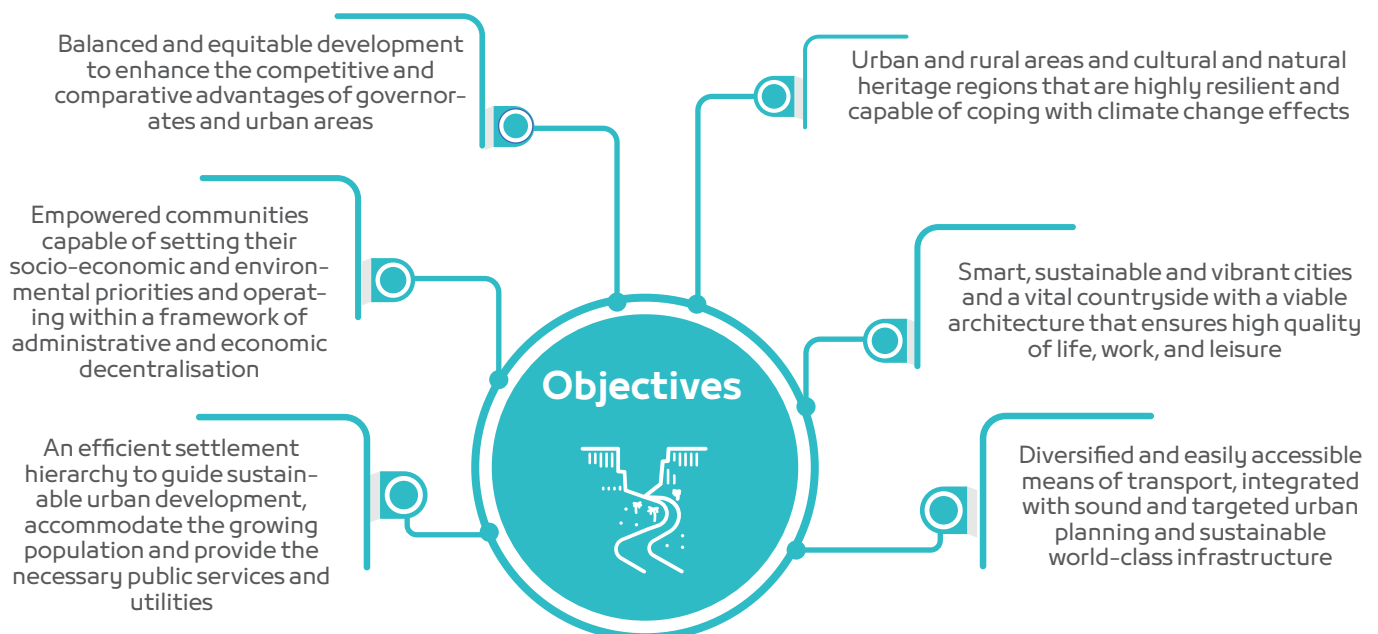 Balanced and equitable development
to enhance the competitive and
comparative advantages of governor-
ates and urban areas
Urban and rural areas and cultural and natural
heritage regions that are highly resilient and
capable of coping with climate change effects
Empowered communities
capable of setting their
socio-economic and environ-
mental priorities and operat-
ing within a framework of
administrative and economic
decentralisation
Smart, sustainable and vibrant cities
and a vital countryside with a viable
architecture that ensures high quality
of life, work, and leisure
Objectives
An efficient settlement
hierarchy to guide sustain-
able urban development,
accommodate the growing
population and provide the
necessary public services and
utilities
Diversified and easily accessible
means of transport, integrated
with sound and targeted urban
planning and sustainable
world-class infrastructure